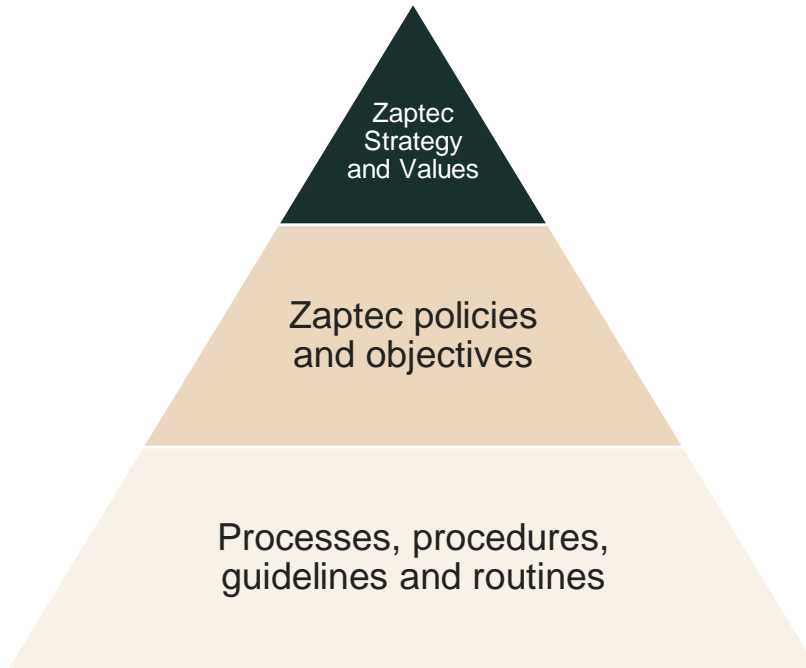 Zaptec
Strategy
and Values
Zaptec policies
and objectives
Processes, procedures,
guidelines and routines